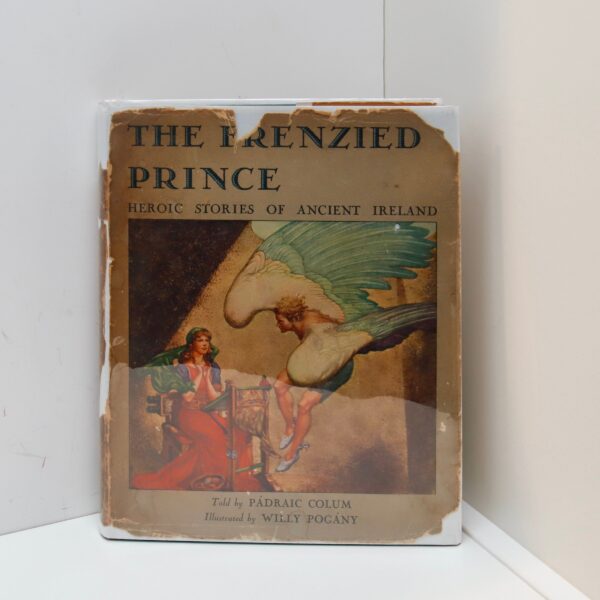 THE FRENZIED
PRINCE
HEROIC STORIES OF ANCIENT IRELAND
Told by PÁDRAIC COLUM
Illustrated by WILLY POGÁNY